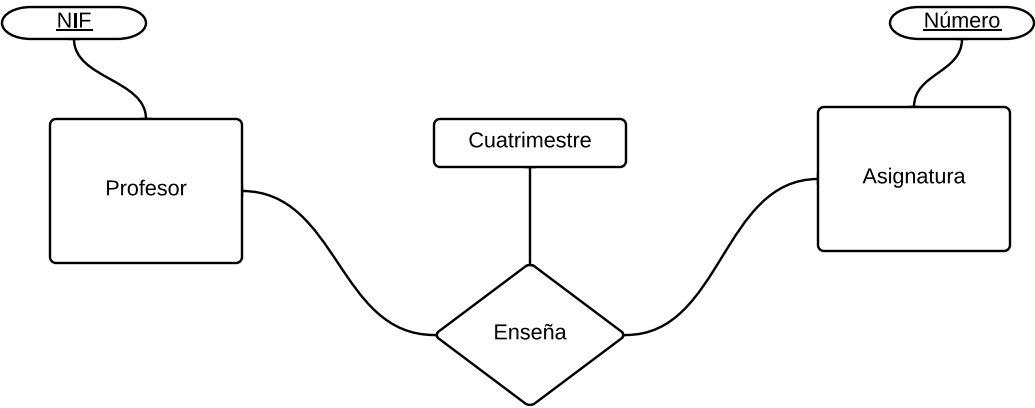 NIF
Número
Cuatrimestre
Profesor
Asignatura
Enseña